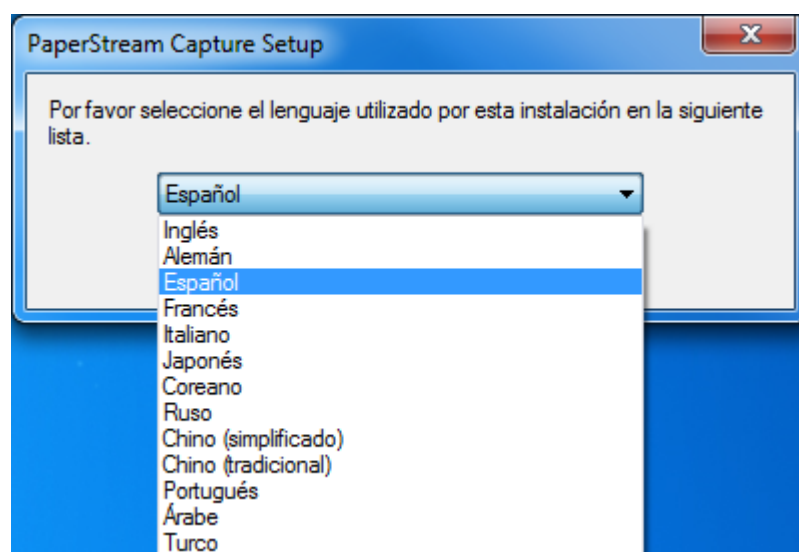 PaperStream Capture Setup
Por favor seleccione el lenguaje utilizado por esta instalación en la siguiente
lista.
Español
Inglés
Alemán
Español
Francés
Italiano
Japonés
Coreano
Ruso
Chino (simplificado)
Chino (tradicional)
Portugués
Árabe
Turco